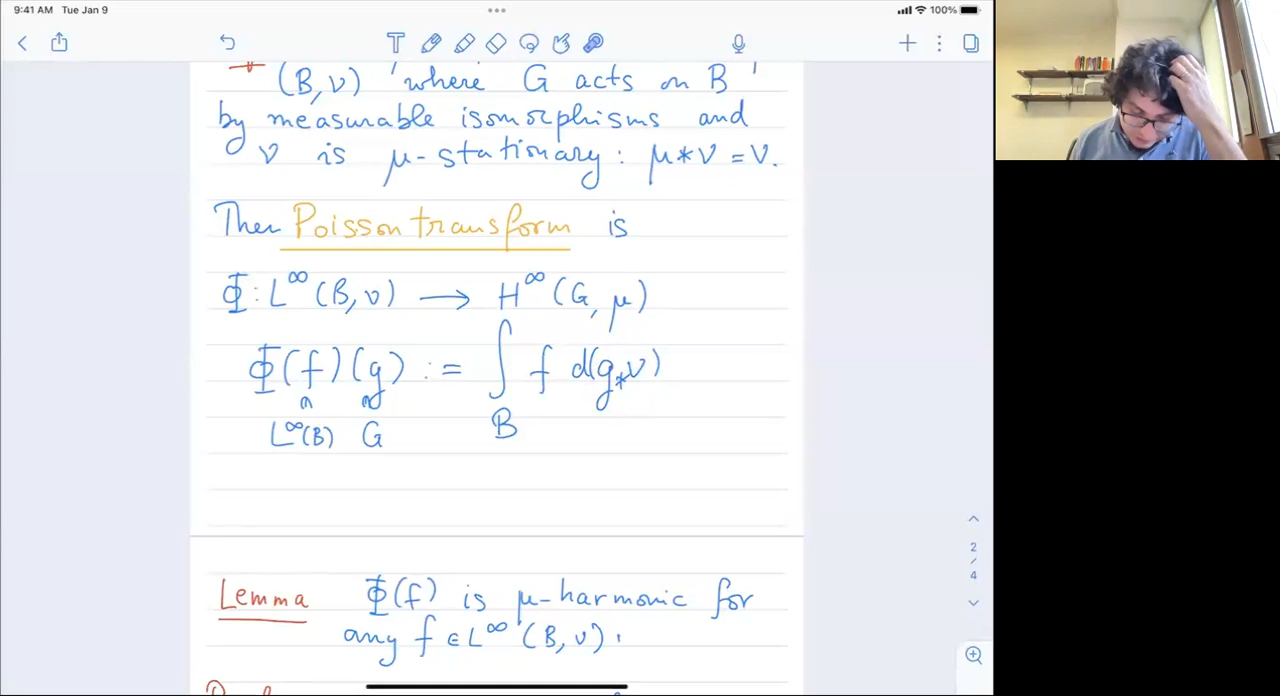 9:41 AM Tue Jan 9
100%
(B, ν) where G acts on B
by measurable isomorphisms and
ν is μ-stationary: μ*ν = ν.
Then Poisson transform is
Φ: L^∞(B, ν) → H^∞(G, μ)
Φ(f)(g) := ∫_B f d(g_*ν)
L^∞(B) G
2
/
4
Lemma Φ(f) is μ-harmonic for
any f ∈ L^∞(B, ν).